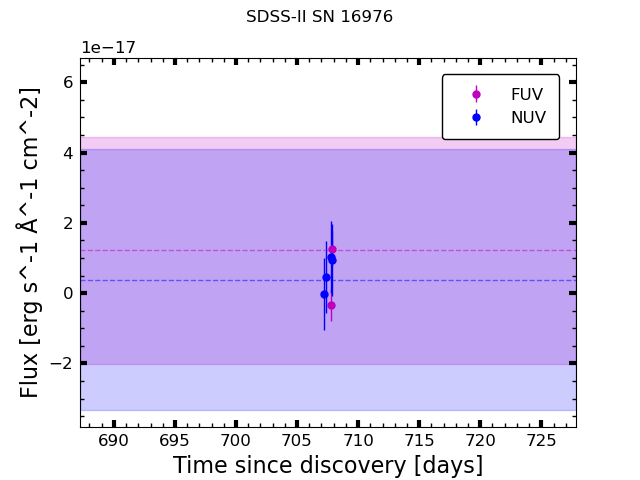 SDSS-II SN 16976
1e−17
FUV
NUV
6
4
2
0
−2
Flux [erg s^-1 Å^-1 cm^-2]
690 695 700 705 710 715 720 725
Time since discovery [days]